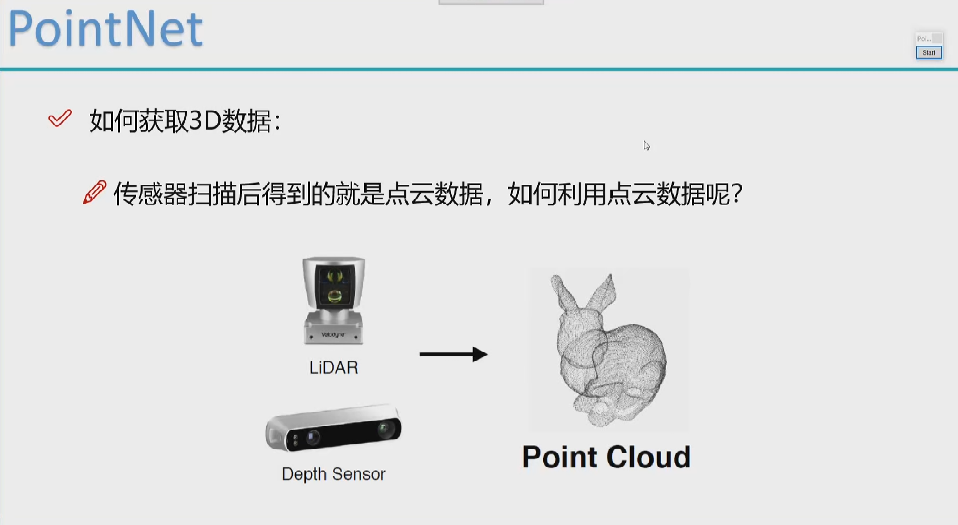 PointNet
Start
如何获取3D数据：
传感器扫描后得到的就是点云数据，如何利用点云数据呢？
Velodyne
LiDAR
Depth Sensor
Point Cloud